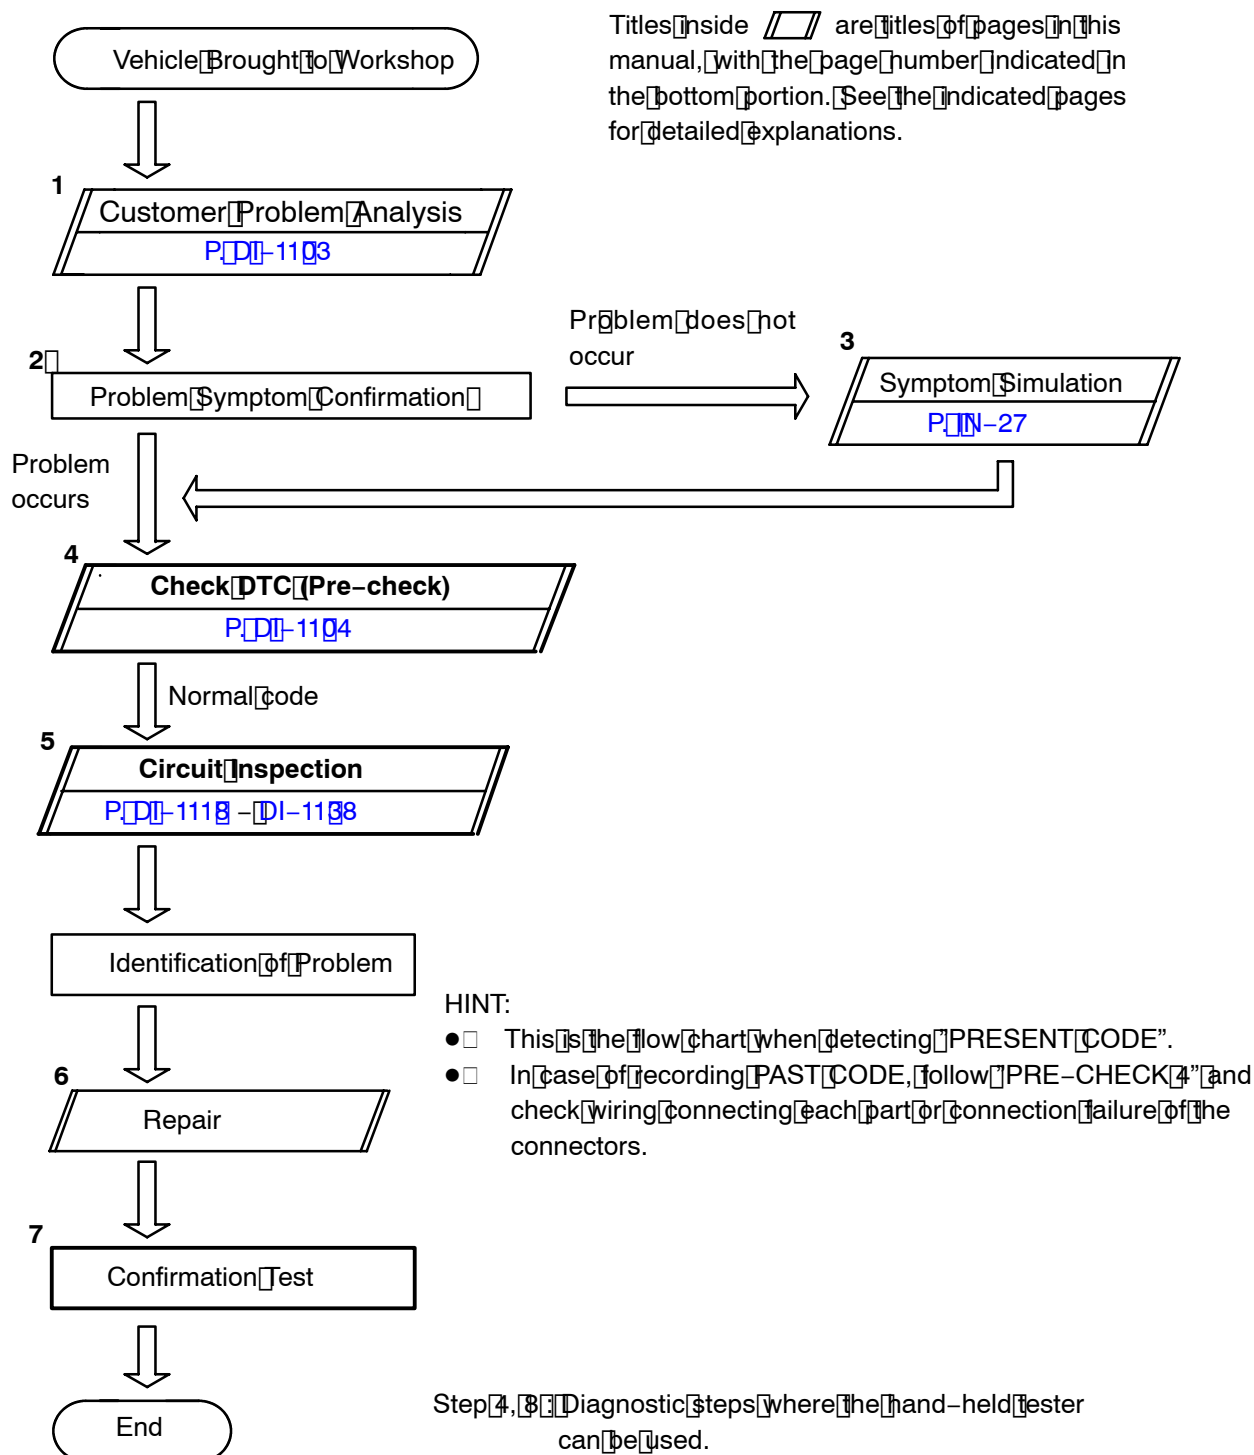 Titles inside are titles of pages in this
manual, with the page number indicated in
the bottom portion. See the indicated pages
for detailed explanations.
Vehicle Brought to Workshop
1
Customer Problem Analysis
P. DI–1103
2
Problem Symptom Confirmation
Problem does not
occur
3
Symptom Simulation
P. IN–27
Problem
occurs
4
Check DTC (Pre–check)
P. DI–1104
Normal code
5
Circuit Inspection
P. DI–1118 – DI–1138
Identification of Problem
HINT:
● This is the flow chart when detecting ”PRESENT CODE”.
● In case of recording PAST CODE, follow ”PRE–CHECK 4” and
check wiring connecting each part or connection failure of the
connectors.
6
Repair
7
Confirmation Test
End
Step 4, 8 : Diagnostic steps where the hand–held tester
can be used.